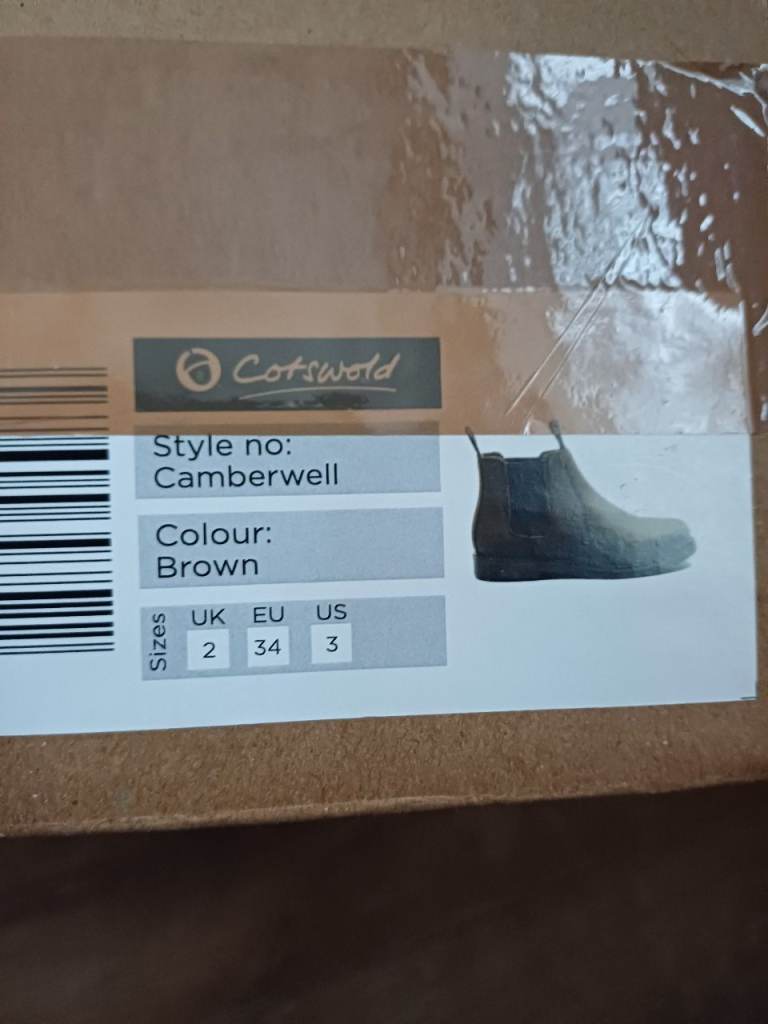 Cotswold
Style no:
Camberwell
Colour:
Brown
Sizes
UK EU US
2 34 3